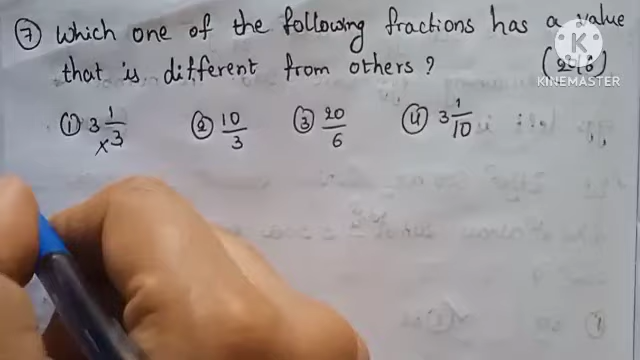 ⑦ Which one of the following fractions has a value
that is different from others?
K
KINEMASTER
① 3 1/3 ② 10/3 ③ 20/6 ④ 3 1/10
×